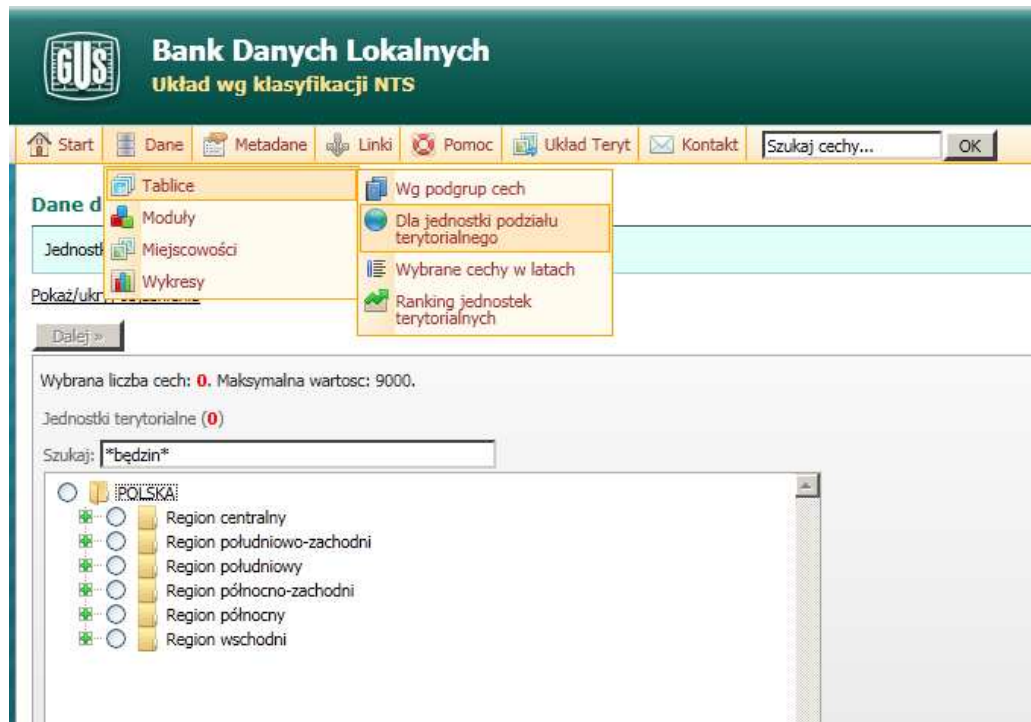 GUS
Bank Danych Lokalnych
Układ wg klasyfikacji NTS
Start Dane Metadane Linki Pomoc Układ Teryt Kontakt Szukaj cechy... OK
Tablice
Moduły
Miejscowości
Wykresy
Wg podgrup cech
Dla jednostki podziału
terytorialnego
Wybrane cechy w latach
Ranking jednostek
terytorialnych
Dane d
Jednostk
Pokaż/ukr
Dalej »
Wybrana liczba cech: 0. Maksymalna wartosc: 9000.
Jednostki terytorialne (0)
Szukaj: *będzin*
POLSKA
Region centralny
Region południowo-zachodni
Region południowy
Region północno-zachodni
Region północny
Region wschodni